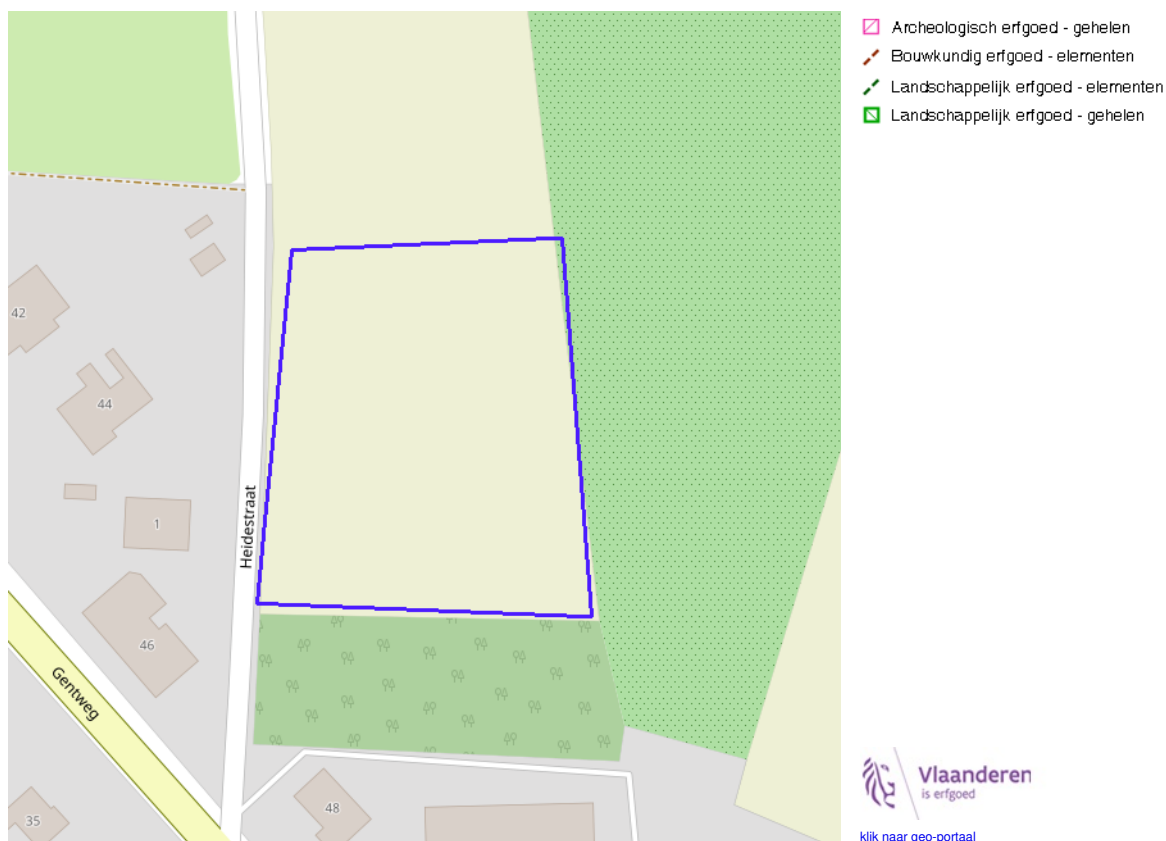 Archeologisch erfgoed - gehelen
Bouwkundig erfgoed - elementen
Landschappelijk erfgoed - elementen
Landschappelijk erfgoed - gehelen
42
44
1
Heidestraat
46
Gentweg
48
35
Vlaanderen
is erfgoed
klik naar geo-portaal